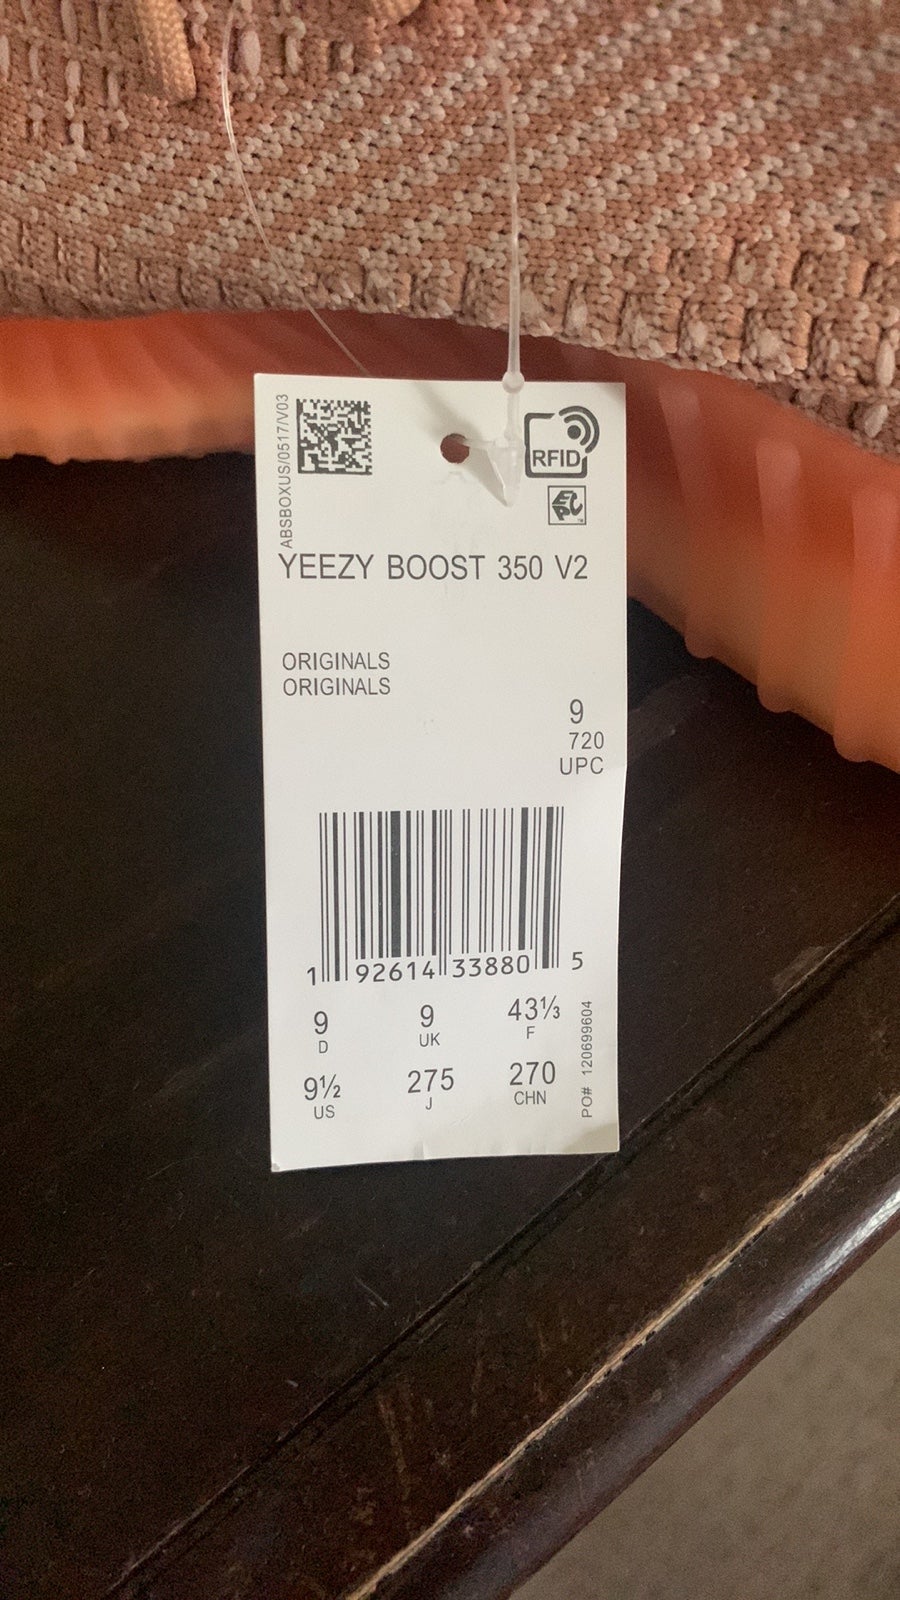 ABSBOXUS/0517/V03
RFID
EPC
YEEZY BOOST 350 V2
ORIGINALS
ORIGINALS
9
720
UPC
1 92614 33880 5
9 9 43⅓
D UK F
9½ 275 270
US J CHN
PO# 120699604